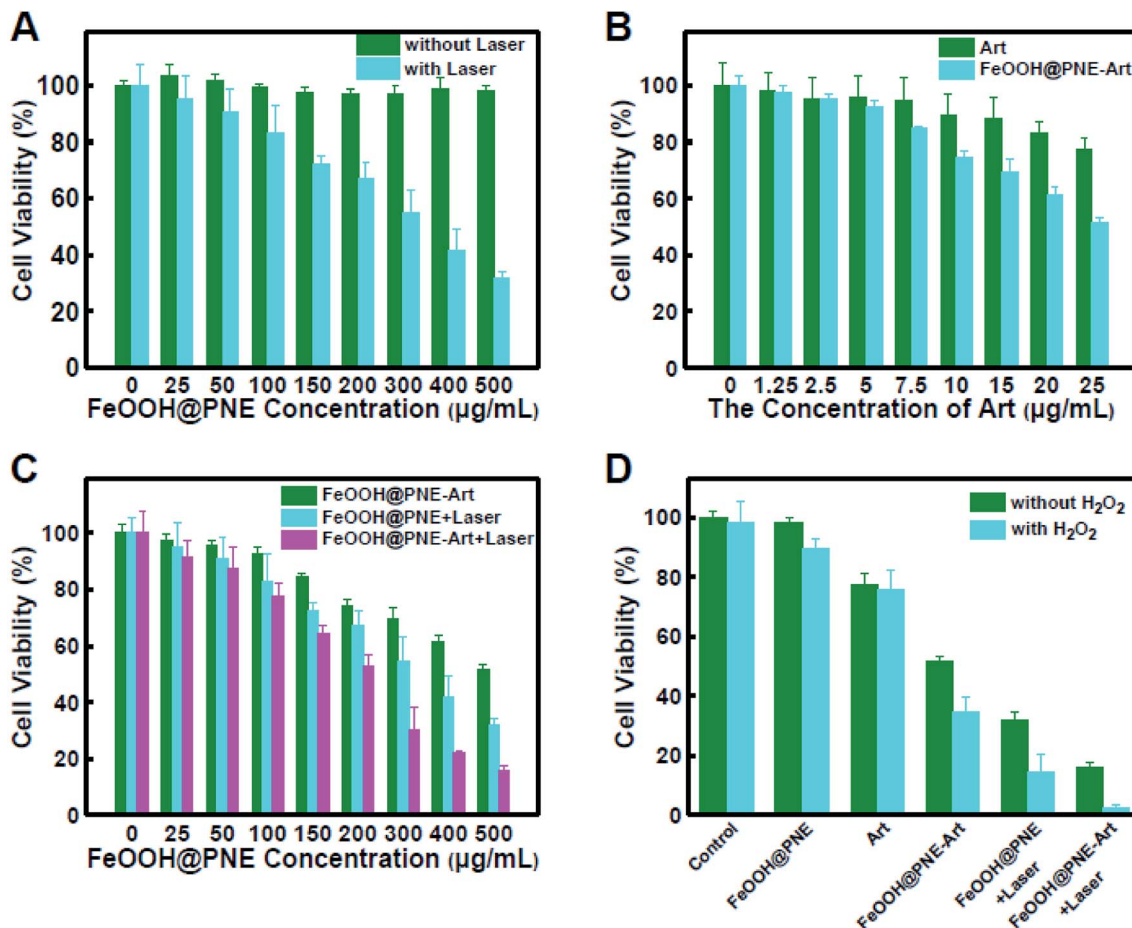 A
without Laser
with Laser
Cell Viability (%)
100
80
60
40
20
0
0 25 50 100 150 200 300 400 500
FeOOH@PNE Concentration (µg/mL)
B
Art
FeOOH@PNE-Art
Cell Viability (%)
100
80
60
40
20
0
0 1.25 2.5 5 7.5 10 15 20 25
The Concentration of Art (µg/mL)
C
FeOOH@PNE-Art
FeOOH@PNE+Laser
FeOOH@PNE-Art+Laser
Cell Viability (%)
100
80
60
40
20
0
0 25 50 100 150 200 300 400 500
FeOOH@PNE Concentration (µg/mL)
D
without H₂O₂
with H₂O₂
Cell Viability (%)
100
80
60
40
20
0
Control
FeOOH@PNE
Art
FeOOH@PNE-Art
FeOOH@PNE
+Laser
FeOOH@PNE-Art
+Laser